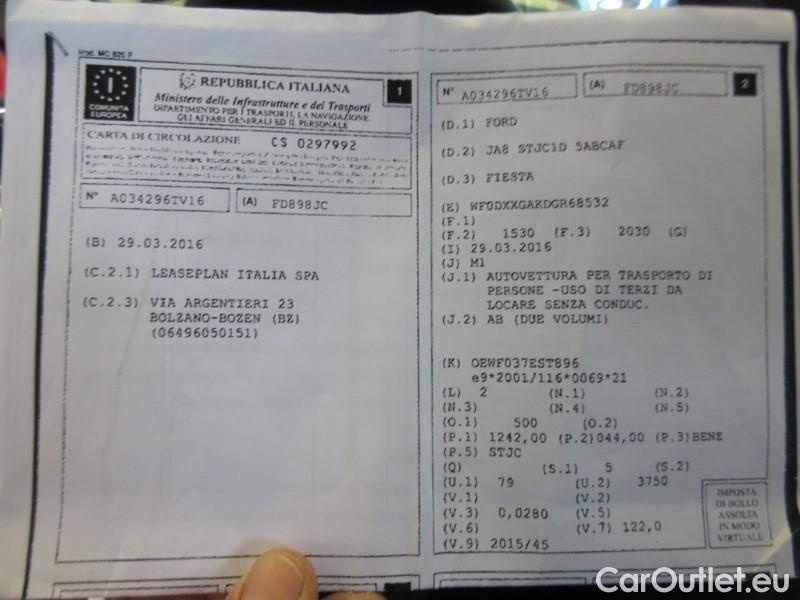 Mod. MC 820 F
I
COMUNITA
EUROPEA
REPUBBLICA ITALIANA
Ministero delle Infrastrutture e dei Trasporti
DIPARTIMENTO PER I TRASPORTI, LA NAVIGAZIONE
GLI AFFARI GENERALI ED IL PERSONALE
1
CARTA DI CIRCOLAZIONE CS 0297992
N° A034296TV16 (A) FD898JC
(B) 29.03.2016
(C.2.1) LEASEPLAN ITALIA SPA
(C.2.3) VIA ARGENTIERI 23
BOLZANO-BOZEN (BZ)
(06496050151)
N° A034296TV16 (A) FD898JC 2
(D.1) FORD
(D.2) JA8 STJC1D 5ABCAF
(D.3) FIESTA
(E) WF0DXXGAKDGR68532
(F.1)
(F.2) 1530 (F.3) 2030 (G)
(I) 29.03.2016
(J) M1
(J.1) AUTOVETTURA PER TRASPORTO DI
PERSONE -USO DI TERZI DA
LOCARE SENZA CONDUC.
(J.2) AB (DUE VOLUMI)
(K) OEWF037EST896
e9*2001/116*0069*21
(L) 2 (N.1) (N.2)
(N.3) (N.4) (N.5)
(O.1) 500 (O.2)
(P.1) 1242,00 (P.2)044,00 (P.3)BENZ
(P.5) STJC
(Q) (S.1) 5 (S.2)
(U.1) 79 (U.2) 3750
(V.1) (V.2)
(V.3) 0,0280 (V.5)
(V.6) (V.7) 122,0
(V.9) 2015/45
IMPOSTA
DI BOLLO
ASSOLTA
IN MODO
VIRTUALE
CarOutlet.eu